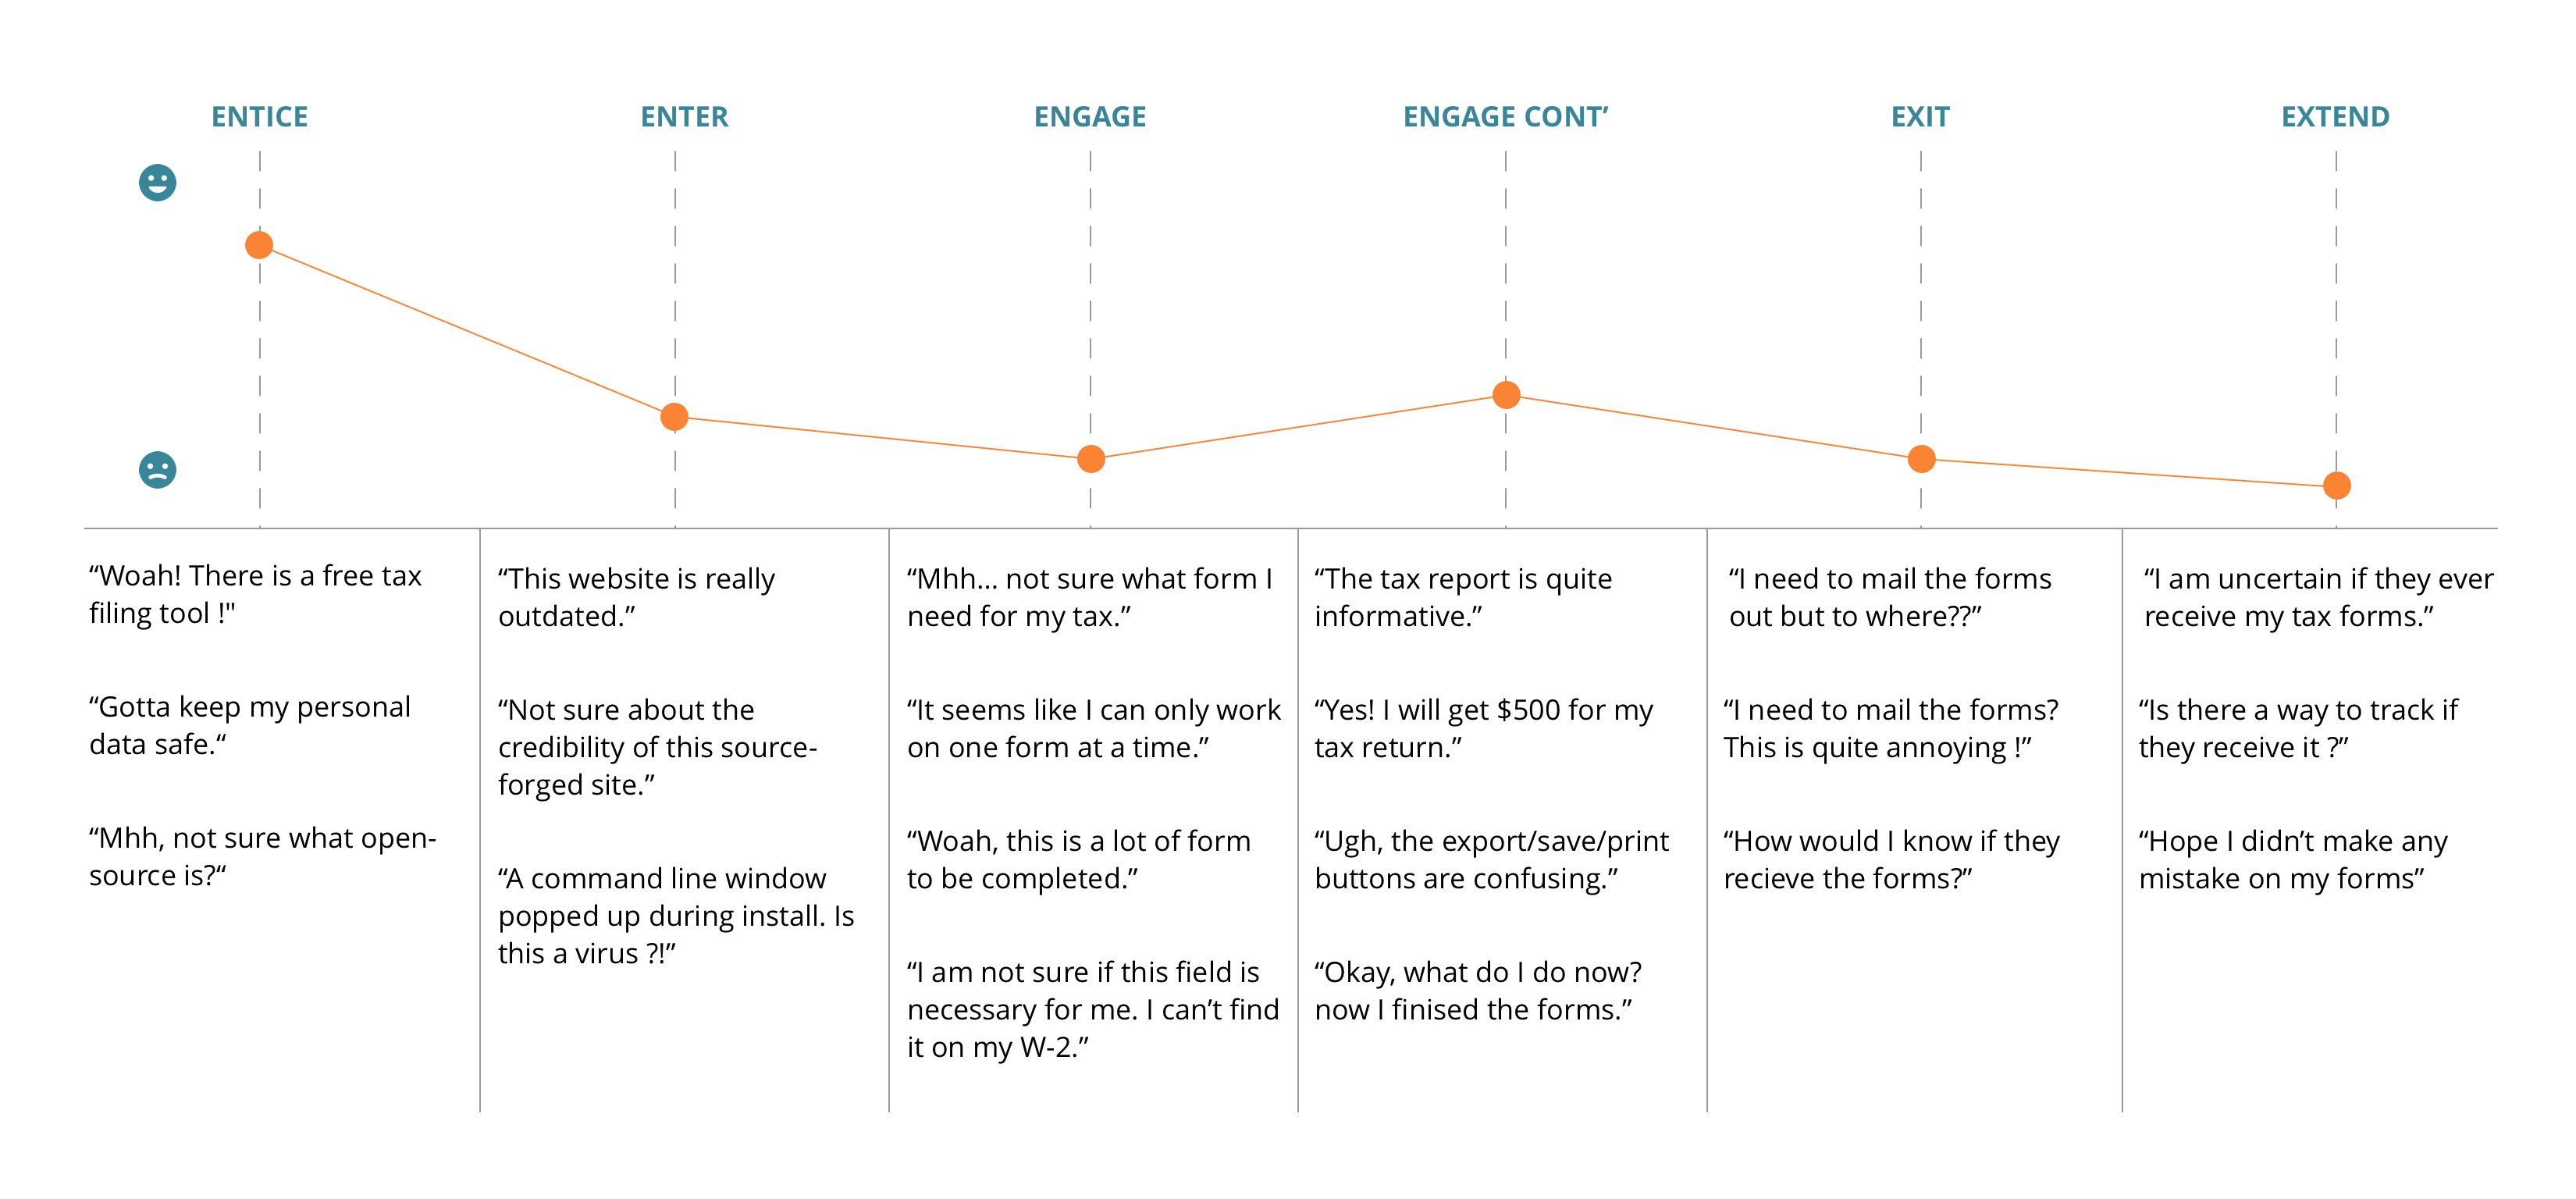 ENTICE
ENTER
ENGAGE
ENGAGE CONT’
EXIT
EXTEND
“Woah! There is a free tax
filing tool !"
“Gotta keep my personal
data safe.“
“Mhh, not sure what open-
source is?“
“This website is really
outdated.”
“Not sure about the
credibility of this source-
forged site.”
“A command line window
popped up during install. Is
this a virus ?!”
“Mhh... not sure what form I
need for my tax.”
“It seems like I can only work
on one form at a time.”
“Woah, this is a lot of form
to be completed.”
“I am not sure if this field is
necessary for me. I can’t find
it on my W-2.”
“The tax report is quite
informative.”
“Yes! I will get $500 for my
tax return.”
“Ugh, the export/save/print
buttons are confusing.”
“Okay, what do I do now?
now I finised the forms.”
“I need to mail the forms
out but to where??”
“I need to mail the forms?
This is quite annoying !”
“How would I know if they
recieve the forms?”
“I am uncertain if they ever
receive my tax forms.”
“Is there a way to track if
they receive it ?”
“Hope I didn’t make any
mistake on my forms”